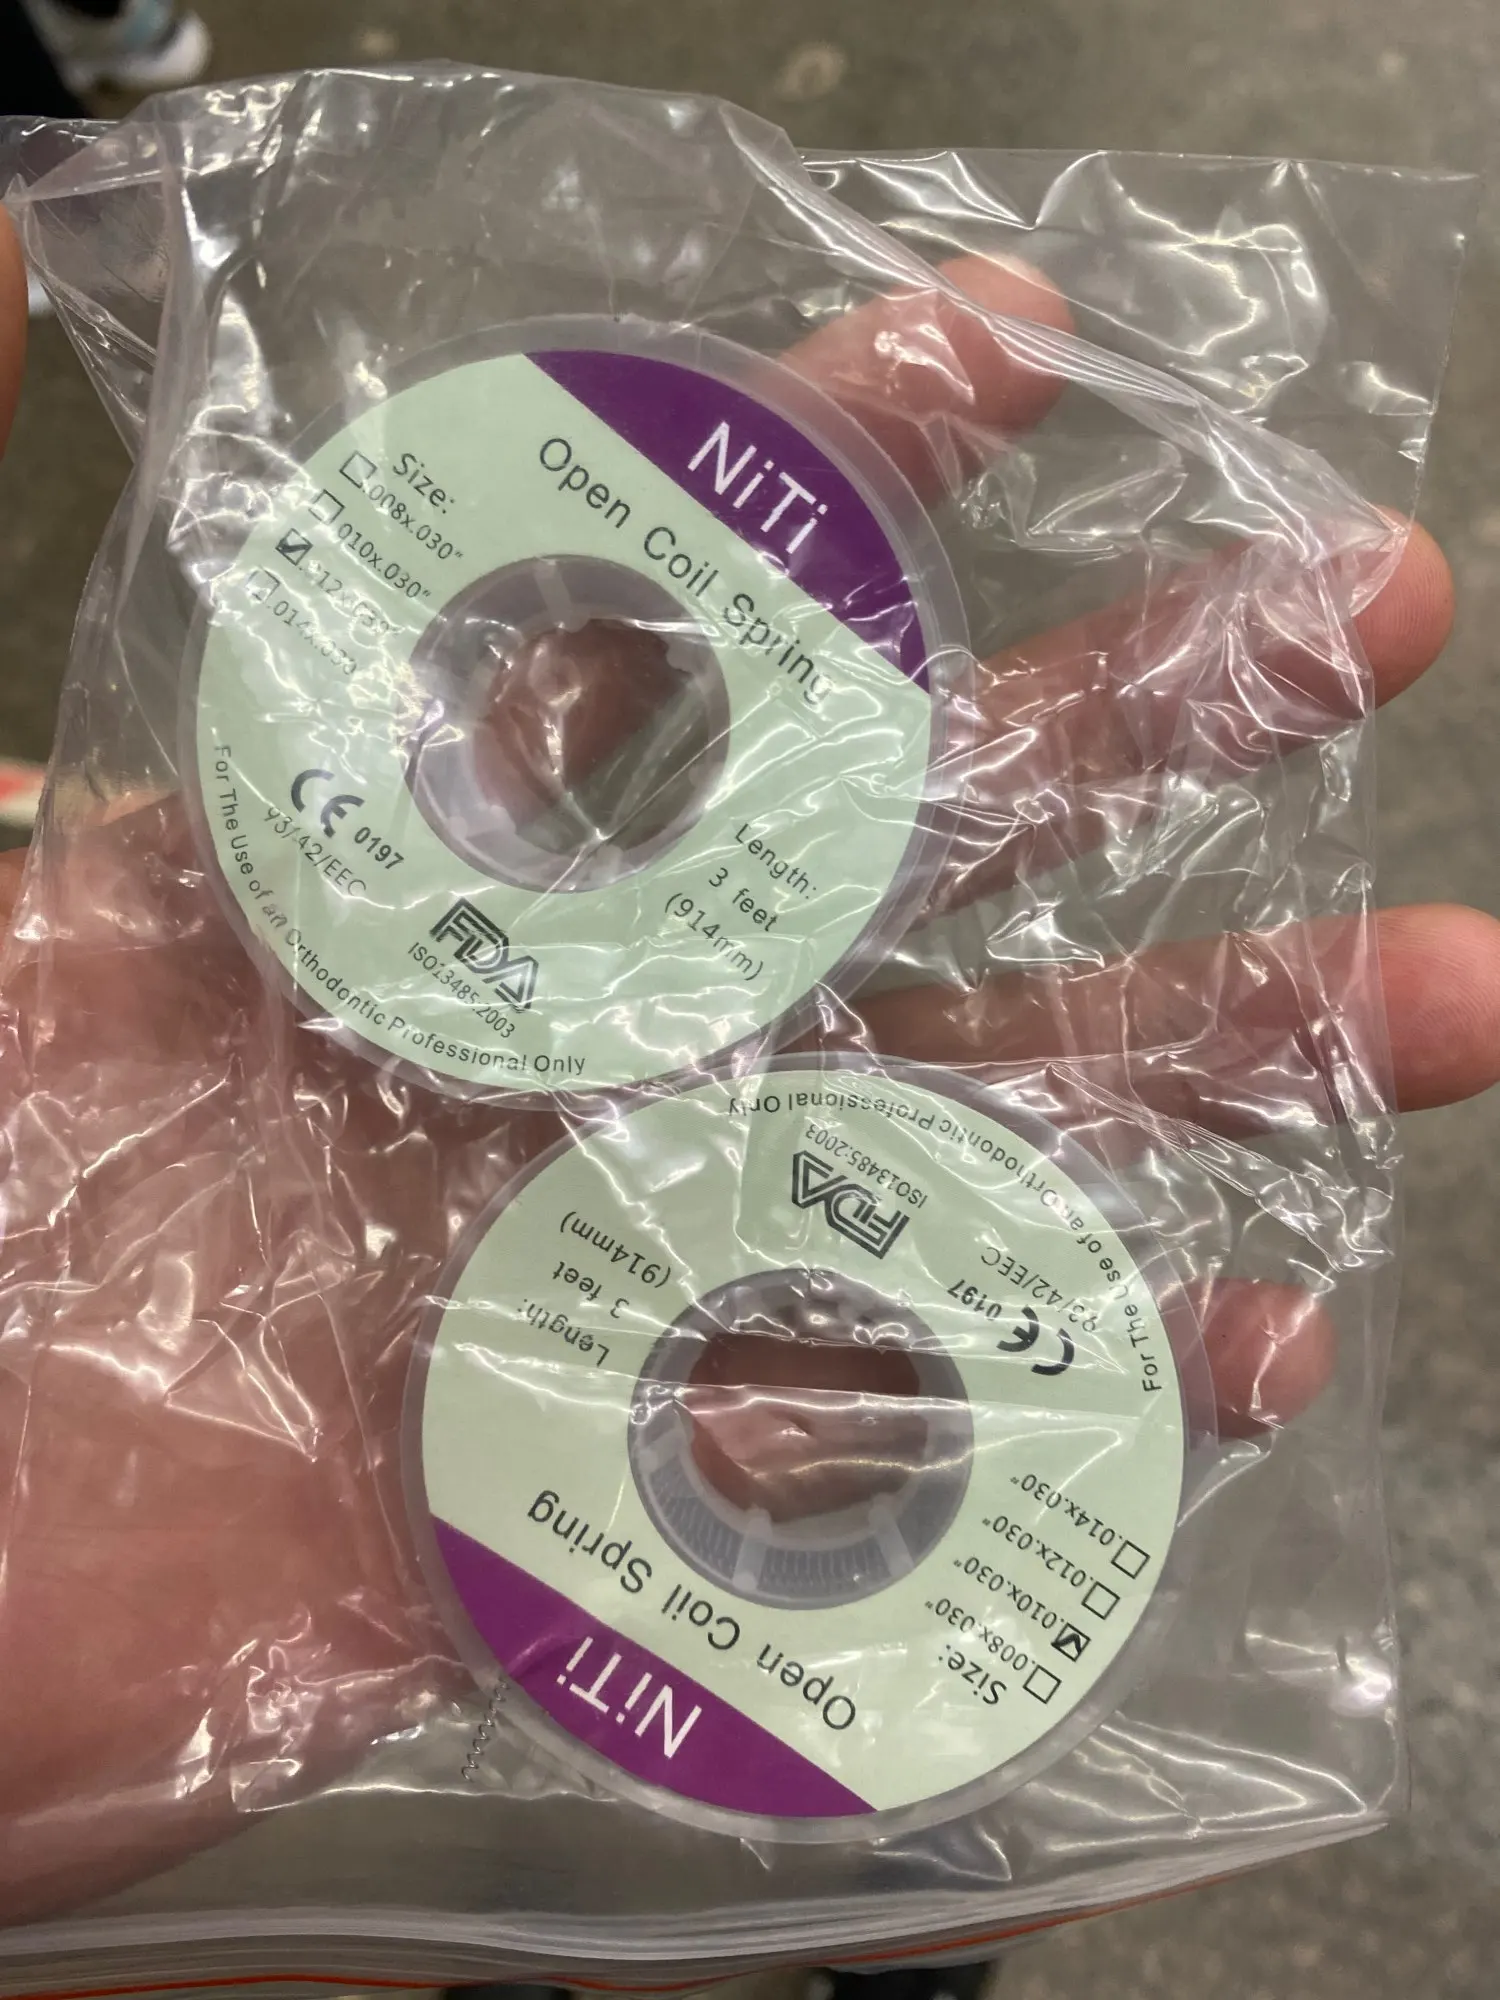 NiTi
Open Coil Spring
Size:
.008x.030"
.010x.030"
.012x.030"
.014x.030"
Length:
3 feet
(914mm)
CE 0197
93/42/EEC
FDA
ISO13485:2003
For The Use of an Orthodontic Professional Only
NiTi
Open Coil Spring
Size:
.008x.030"
.010x.030"
.012x.030"
.014x.030"
Length:
3 feet
(914mm)
CE 0197
93/42/EEC
FDA
ISO13485:2003
For The Use of an Orthodontic Professional Only